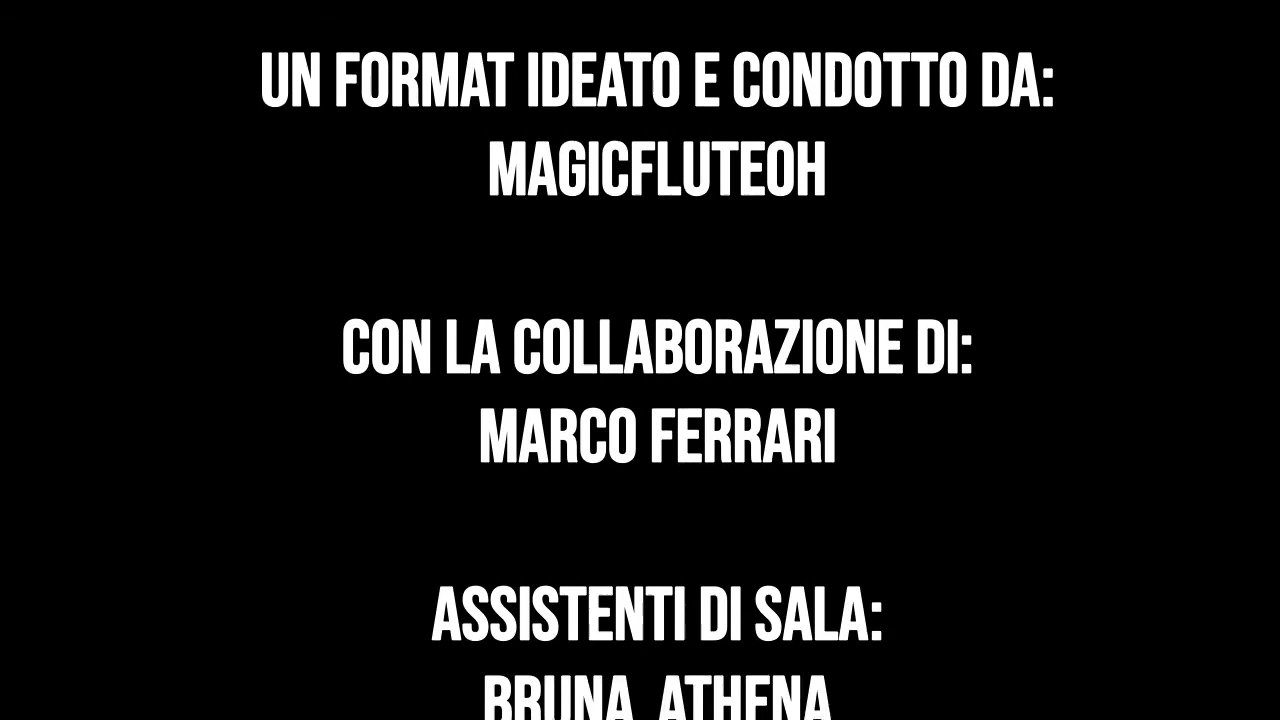 UN FORMAT IDEATO E CONDOTTO DA:
MAGICFLUTEOH
CON LA COLLABORAZIONE DI:
MARCO FERRARI
ASSISTENTI DI SALA:
BRUNA ATHENA